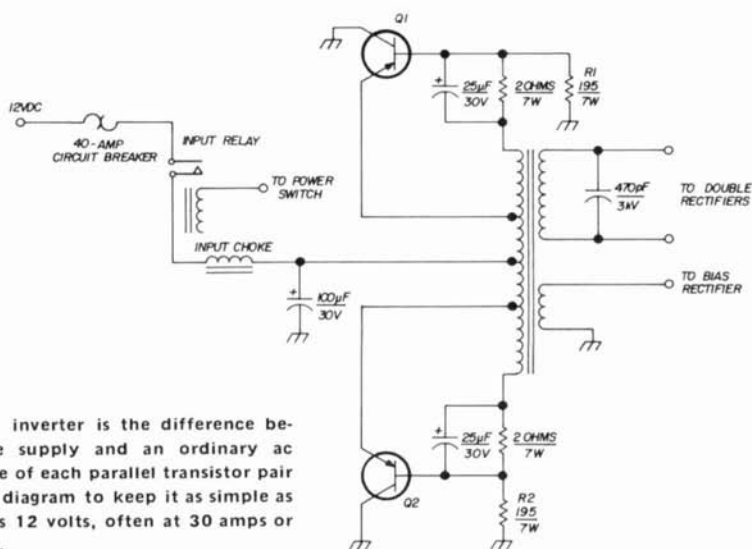 Q1
12VDC
40-AMP
CIRCUIT BREAKER
INPUT RELAY
TO POWER
SWITCH
INPUT CHOKE
+
100µF
30V
+
25µF
30V
2 OHMS
7W
R1
195
7W
470pF
3kV
TO DOUBLE
RECTIFIERS
TO BIAS
RECTIFIER
+
25µF
30V
2 OHMS
7W
Q2
R2
195
7W
inverter is the difference be-
e supply and an ordinary ac
e of each parallel transistor pair
diagram to keep it as simple as
s 12 volts, often at 30 amps or